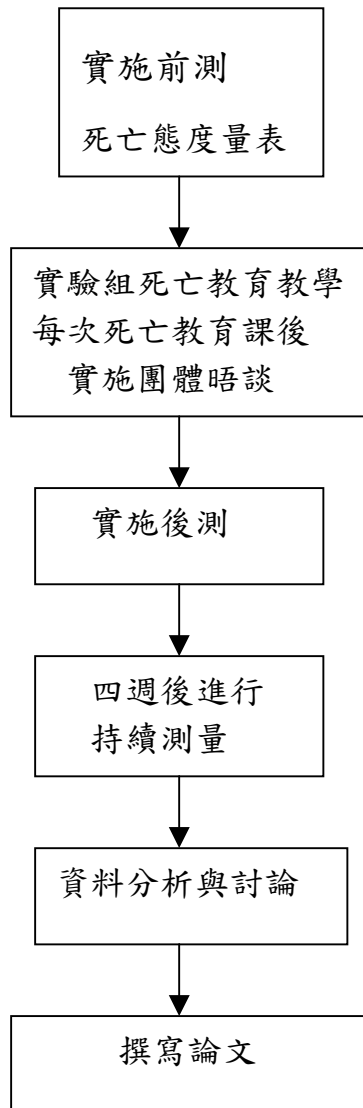 實施前測
死亡態度量表
實驗組死亡教育教學
每次死亡教育課後
實施團體晤談
實施後測
四週後進行
持續測量
資料分析與討論
撰寫論文